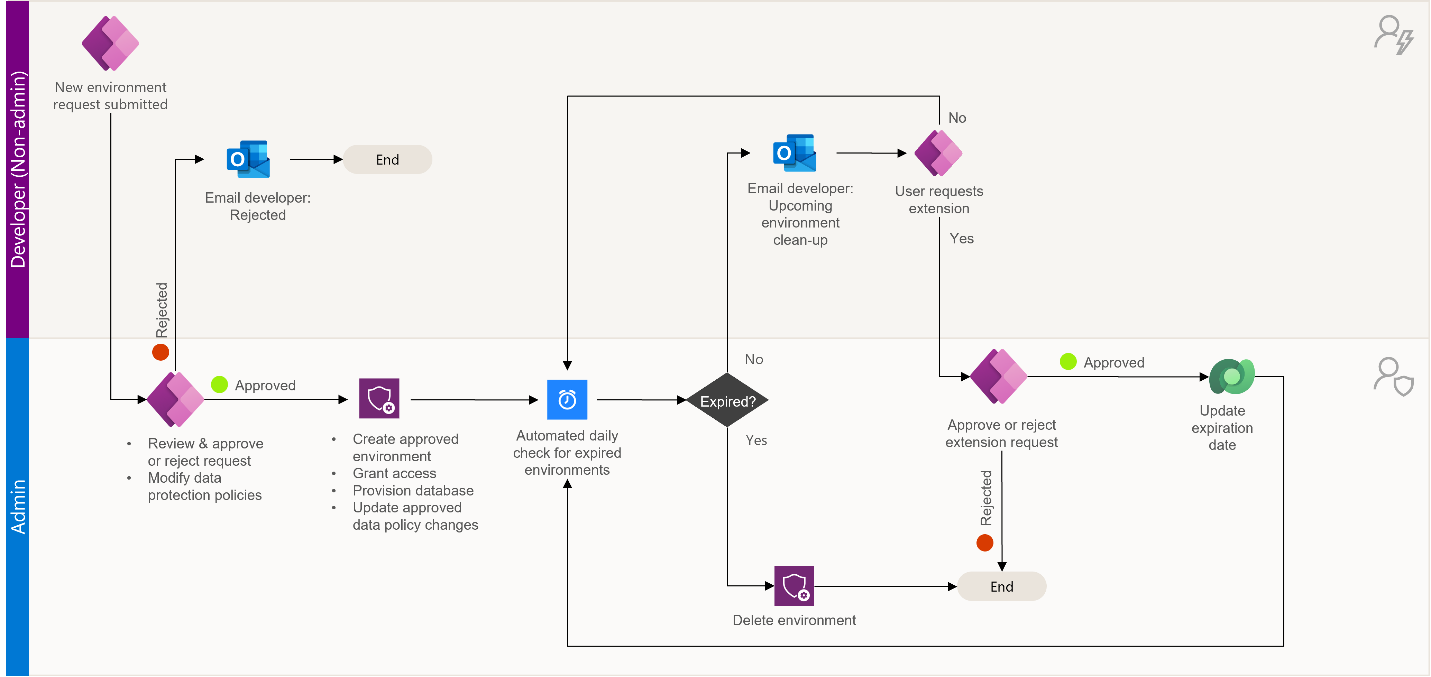 Developer (Non-admin)
New environment
request submitted
Email developer:
Rejected
End
Rejected
Email developer:
Upcoming
environment
clean-up
No
User requests
extension
Yes
Admin
Approved
• Review & approve
or reject request
• Modify data
protection policies
• Create approved
environment
• Grant access
• Provision database
• Update approved
data policy changes
Automated daily
check for expired
environments
No
Expired?
Yes
Delete environment
Approve or reject
extension request
Approved
Rejected
End
Update
expiration
date